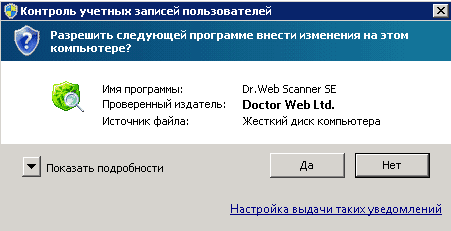 Контроль учетных записей пользователей
Разрешить следующей программе внести изменения на этом
компьютере?
Имя программы: Dr.Web Scanner SE
Проверенный издатель: Doctor Web Ltd.
Источник файла: Жесткий диск компьютера
Показать подробности Да Нет
Настройка выдачи таких уведомлений